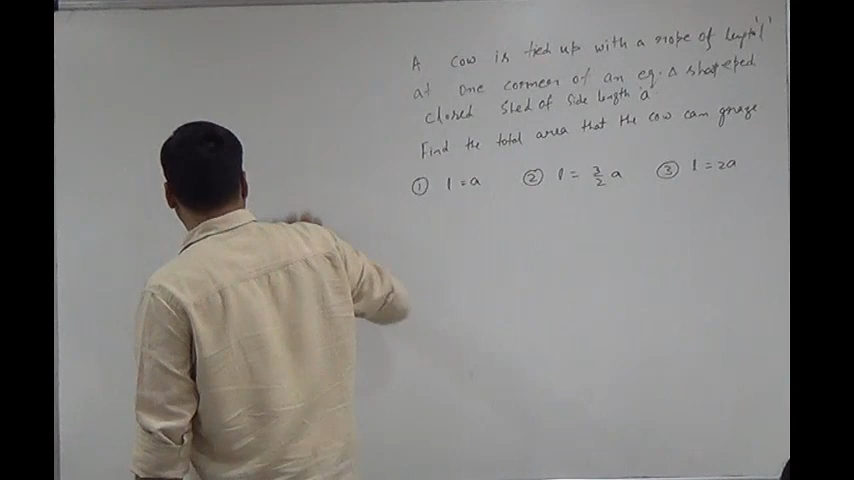 A cow is tied up with a rope of length 'l'
at one corner of an eq. Δ shapeped
closed shed of side length 'a'.
Find the total area that the cow can graze
① l = a ② l = 3/2 a ③ l = 2a